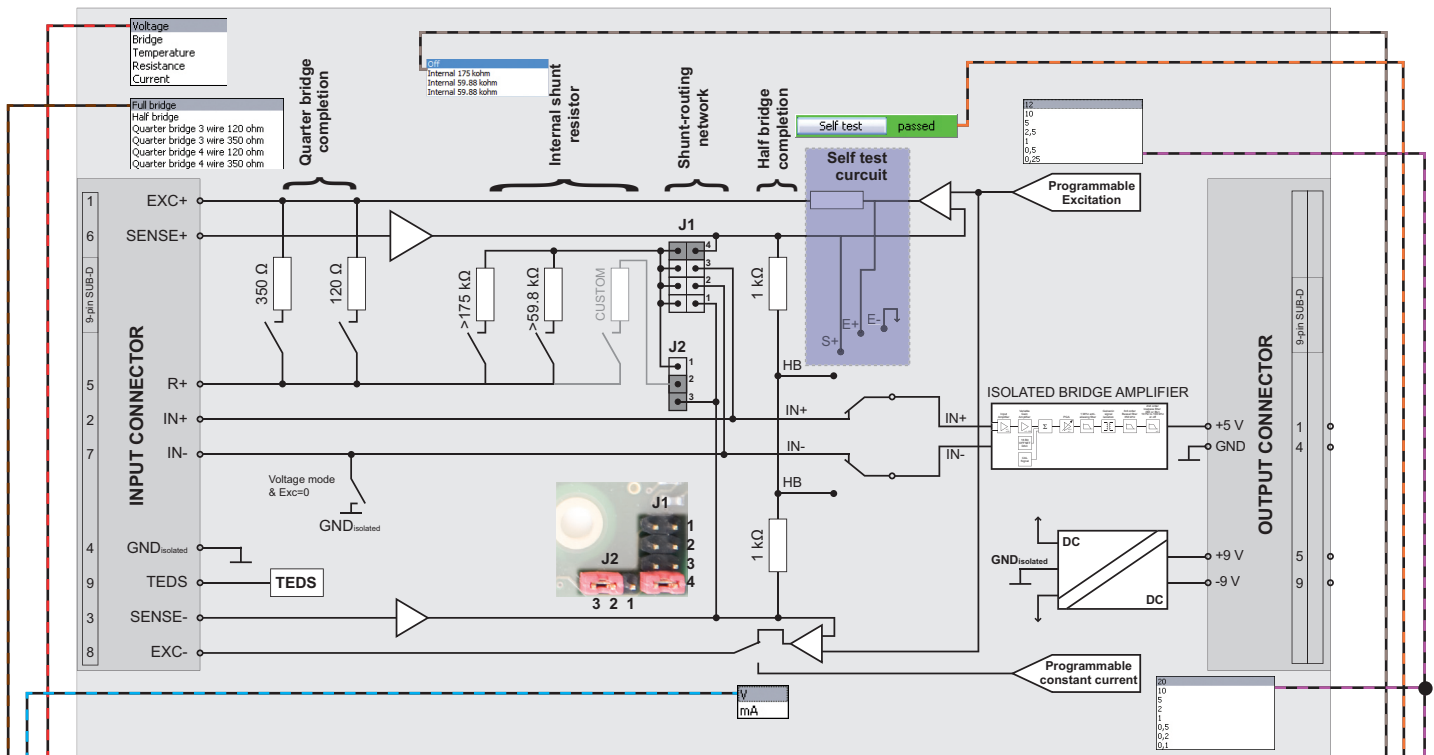 Voltage
Bridge
Temperature
Resistance
Current
Full bridge
Half bridge
Quarter bridge 3 wire 120 ohm
Quarter bridge 3 wire 350 ohm
Quarter bridge 4 wire 120 ohm
Quarter bridge 4 wire 350 ohm
Quarter bridge
completion
Off
Internal 175 kohm
Internal 59.88 kohm
Internal 59.88 kohm
Internal shunt
resistor
Shunt-routing
network
Half bridge
completion
Self test
passed
Self test
curcuit
12
10
5
2,5
1
0,5
0,25
Programmable
Excitation
1
EXC+
6
SENSE+
9-pin SUB-D
INPUT CONNECTOR
5
R+
2
IN+
7
IN-
4
GNDisolated
9
TEDS
3
SENSE-
8
EXC-
350 Ω
120 Ω
>175 kΩ
>59.8 kΩ
CUSTOM
J1
4
3
2
1
J2
1
2
3
1 kΩ
S+
E+
E-
HB
IN+
IN-
HB
1 kΩ
IN+
IN-
ISOLATED BRIDGE AMPLIFIER
Σ
Voltage mode
& Exc=0
GNDisolated
TEDS
J1
1
2
3
4
J2
3 2 1
GNDisolated
DC
DC
+5 V
GND
+9 V
-9 V
OUTPUT CONNECTOR
9-pin SUB-D
1
4
5
9
Programmable
constant current
V
mA
20
10
5
2
1
0,5
0,2
0,1